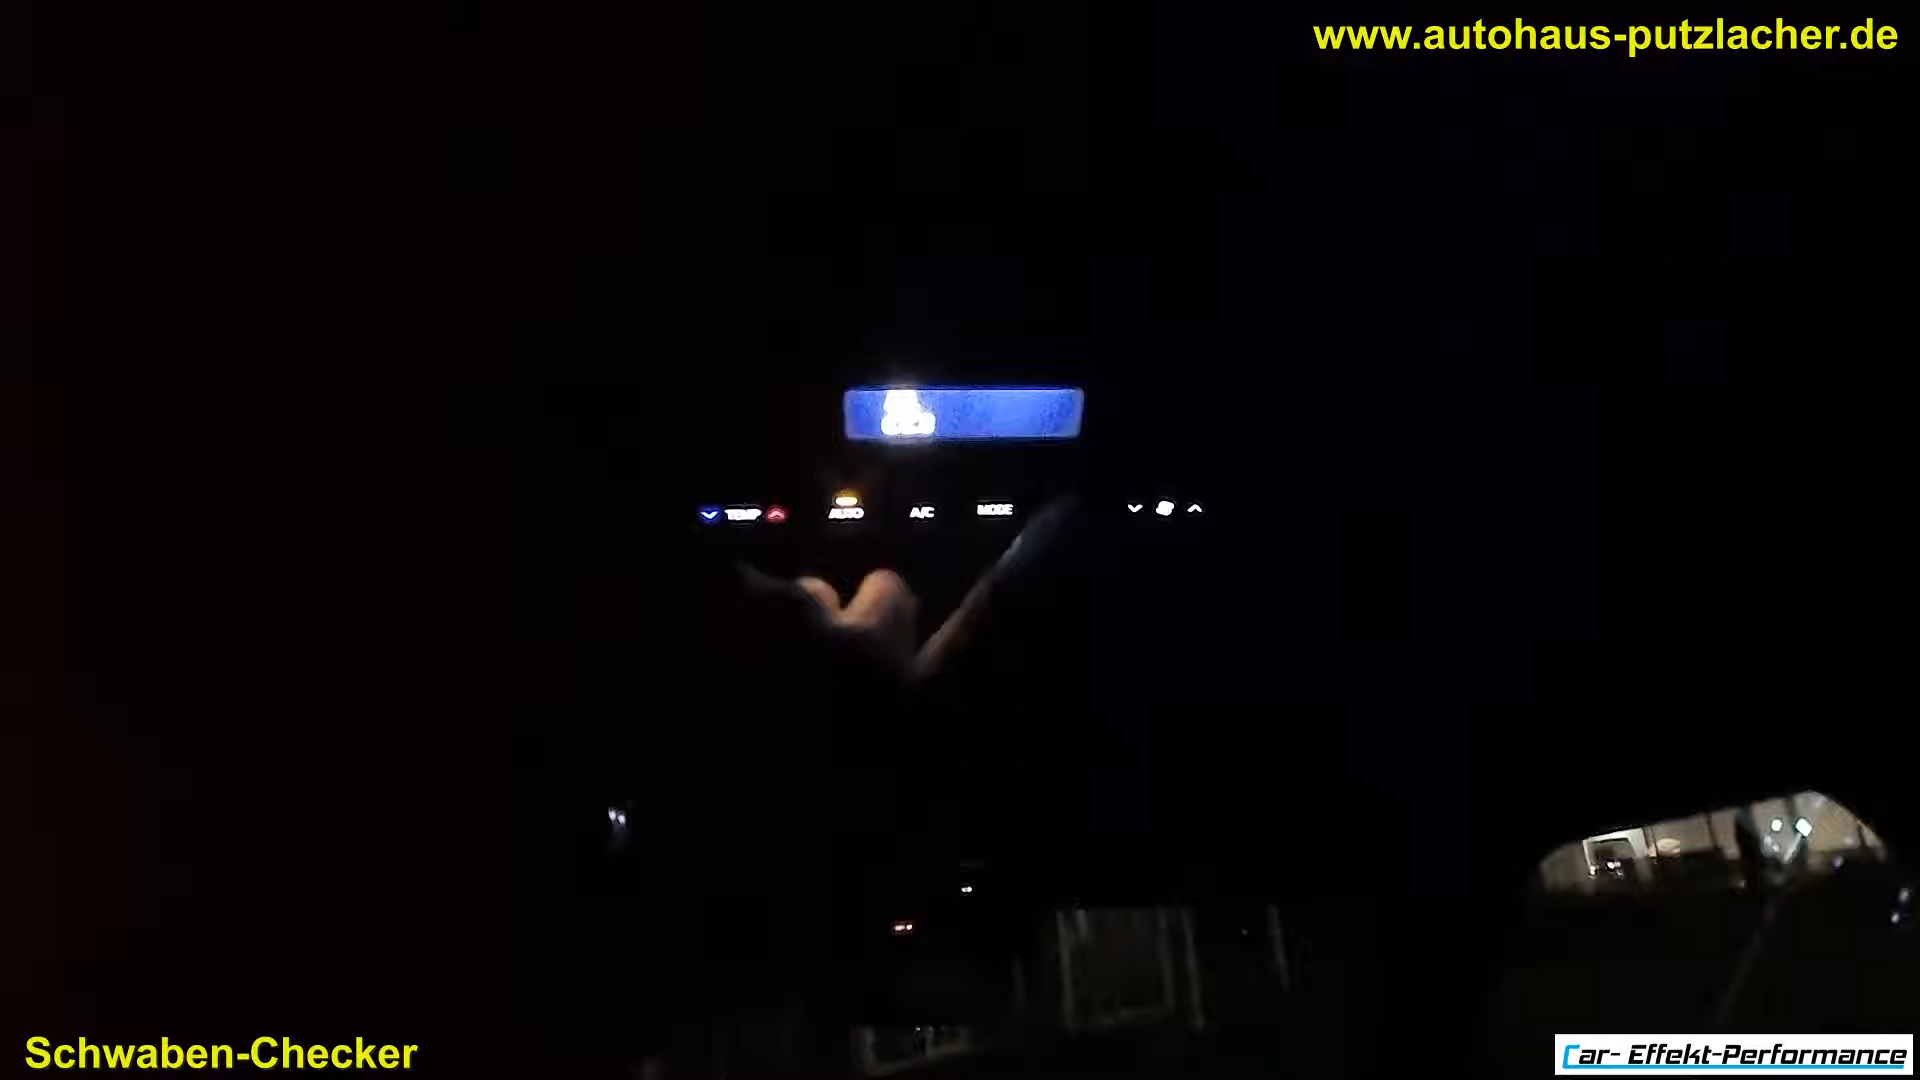 www.autohaus-putzlacher.de
TEMP AUTO A/C MODE
Schwaben-Checker
Car- Effekt-Performance